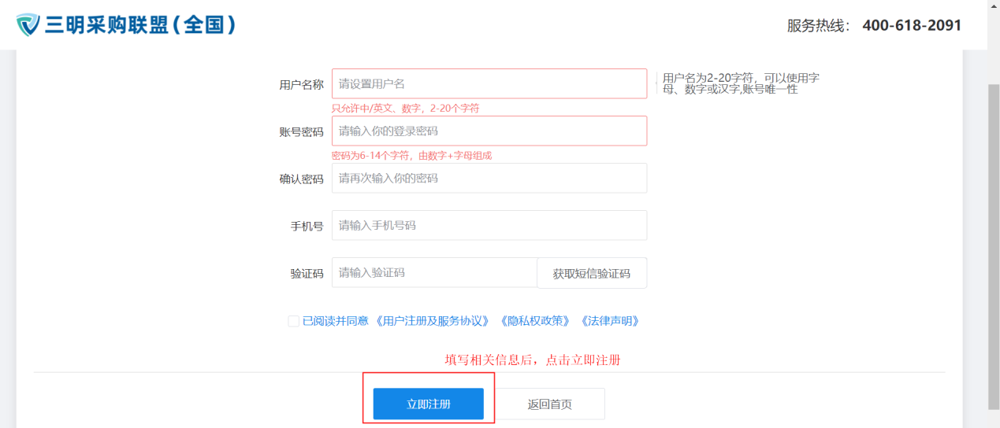 三明采购联盟(全国)
服务热线： 400-618-2091
用户名称
请设置用户名
用户名为2-20字符，可以使用字
母、数字或汉字,账号唯一性
只允许中/英文、数字，2-20个字符
账号密码
请输入你的登录密码
密码为6-14个字符，由数字+字母组成
确认密码
请再次输入你的密码
手机号
请输入手机号码
验证码
请输入验证码
获取短信验证码
已阅读并同意 《用户注册及服务协议》 《隐私权政策》 《法律声明》
填写相关信息后，点击立即注册
立即注册
返回首页